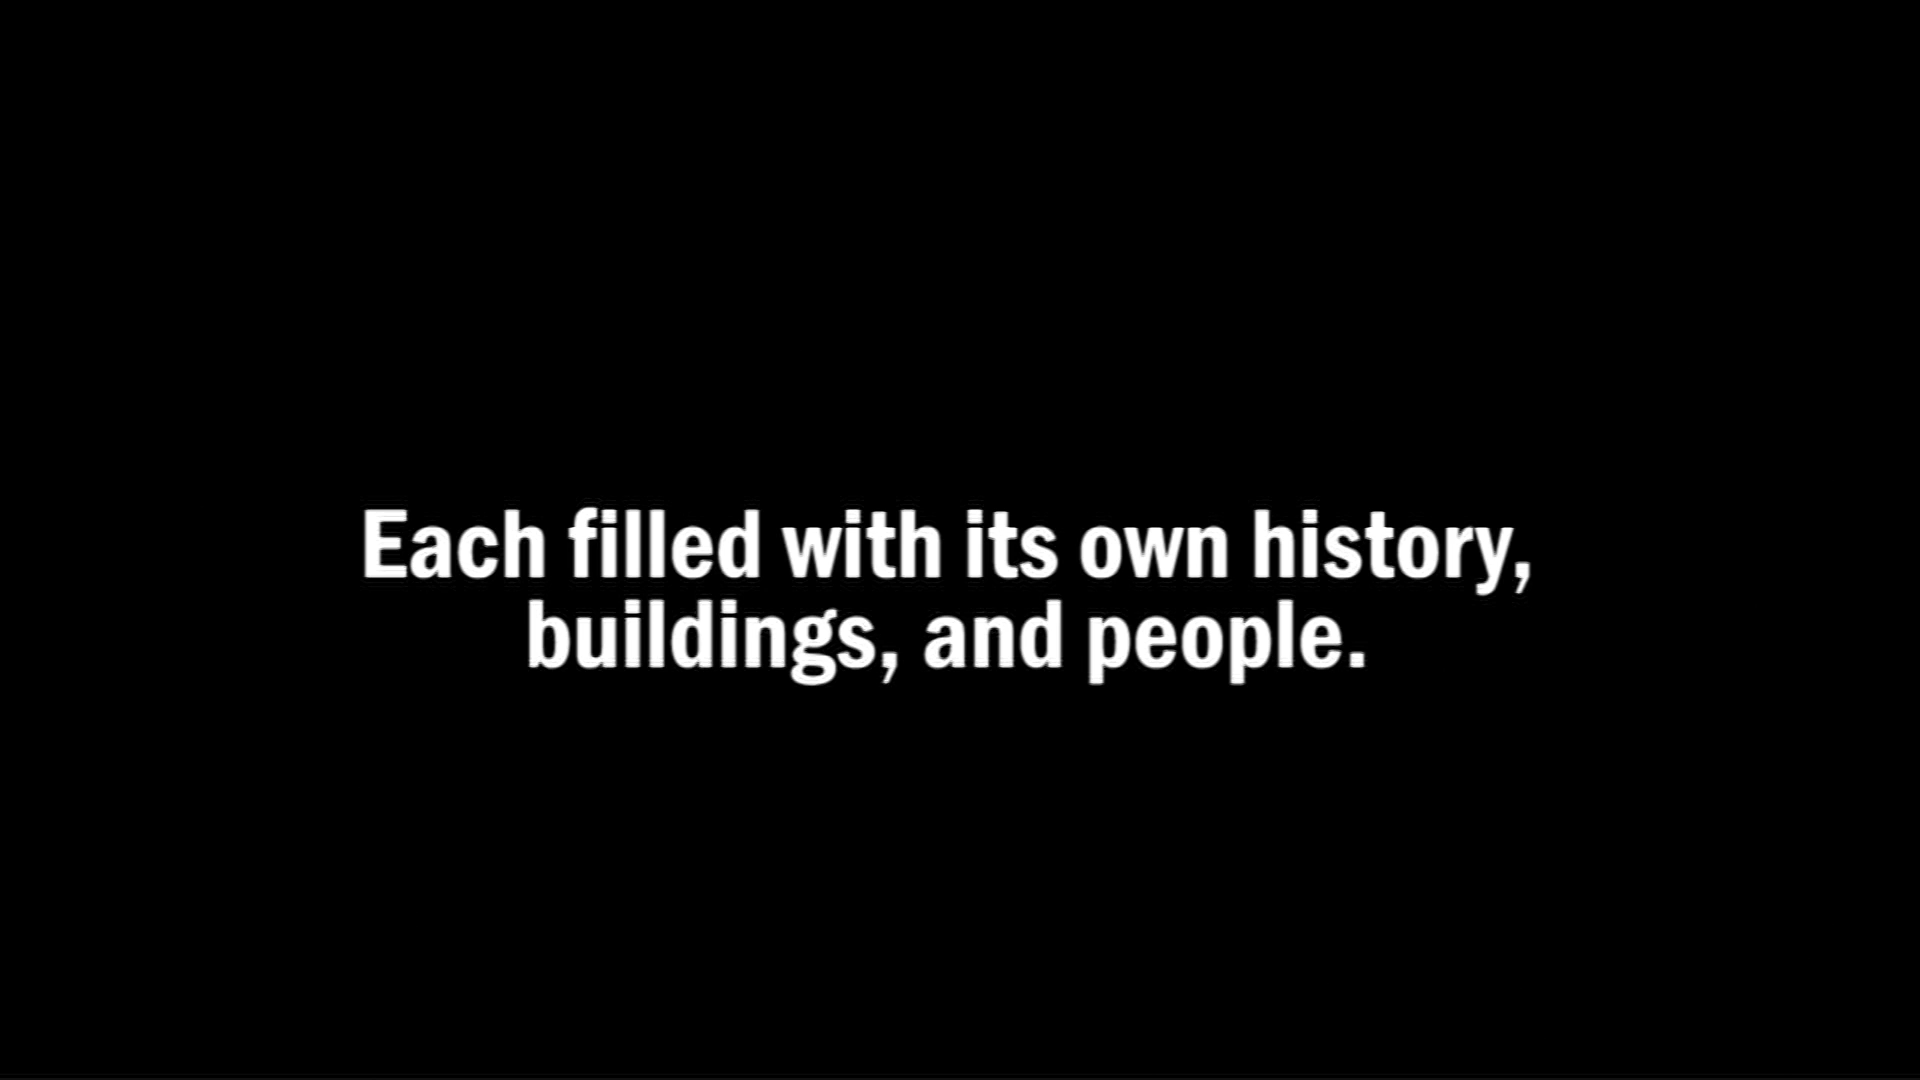 Each filled with its own history,
buildings, and people.